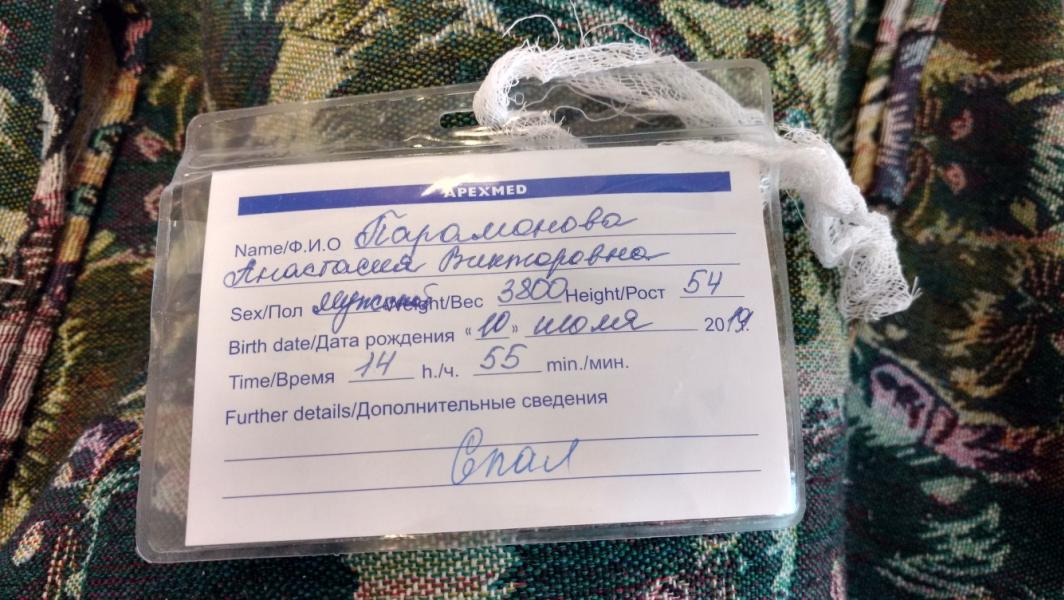 APEXMED
Name/Ф.И.О Парамонова
Анастасия Викторовна
Sex/Пол мужской Weight/Вес 3800 Height/Рост 54
Birth date/Дата рождения «10» июля 2019.
Time/Время 14 h./ч. 55 min./мин.
Further details/Дополнительные сведения
Спал